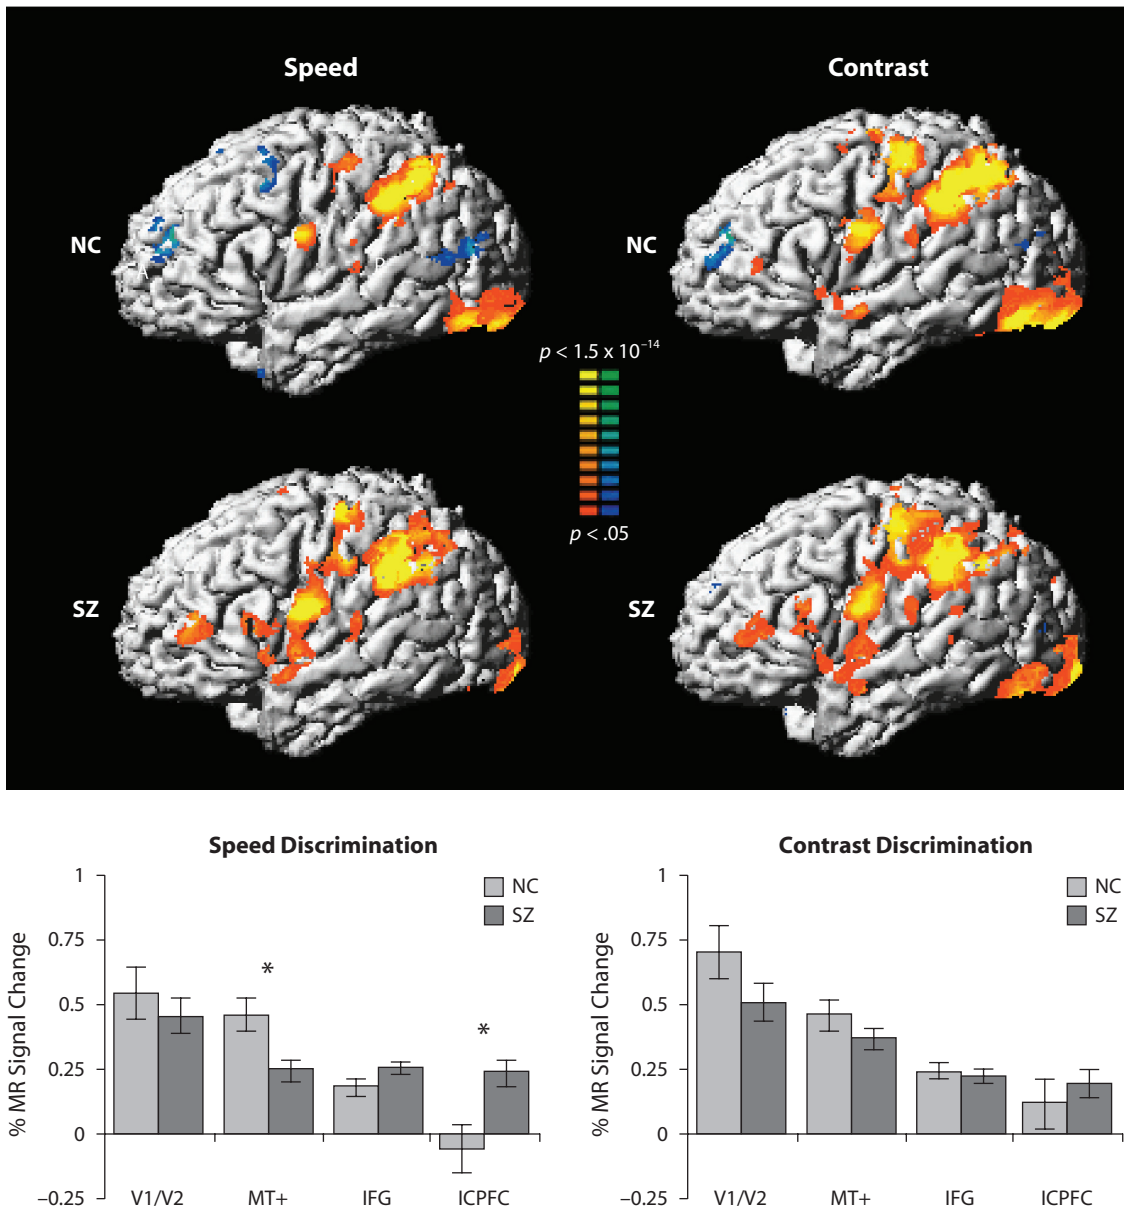 Speed
Contrast
NC
NC
A
P
p < 1.5 x 10⁻¹⁴
p < .05
SZ
SZ
Speed Discrimination
% MR Signal Change
1
0.75
0.5
0.25
0
−0.25
NC
SZ
*
*
V1/V2 MT+ IFG ICPFC
Contrast Discrimination
% MR Signal Change
1
0.75
0.5
0.25
0
−0.25
NC
SZ
V1/V2 MT+ IFG ICPFC